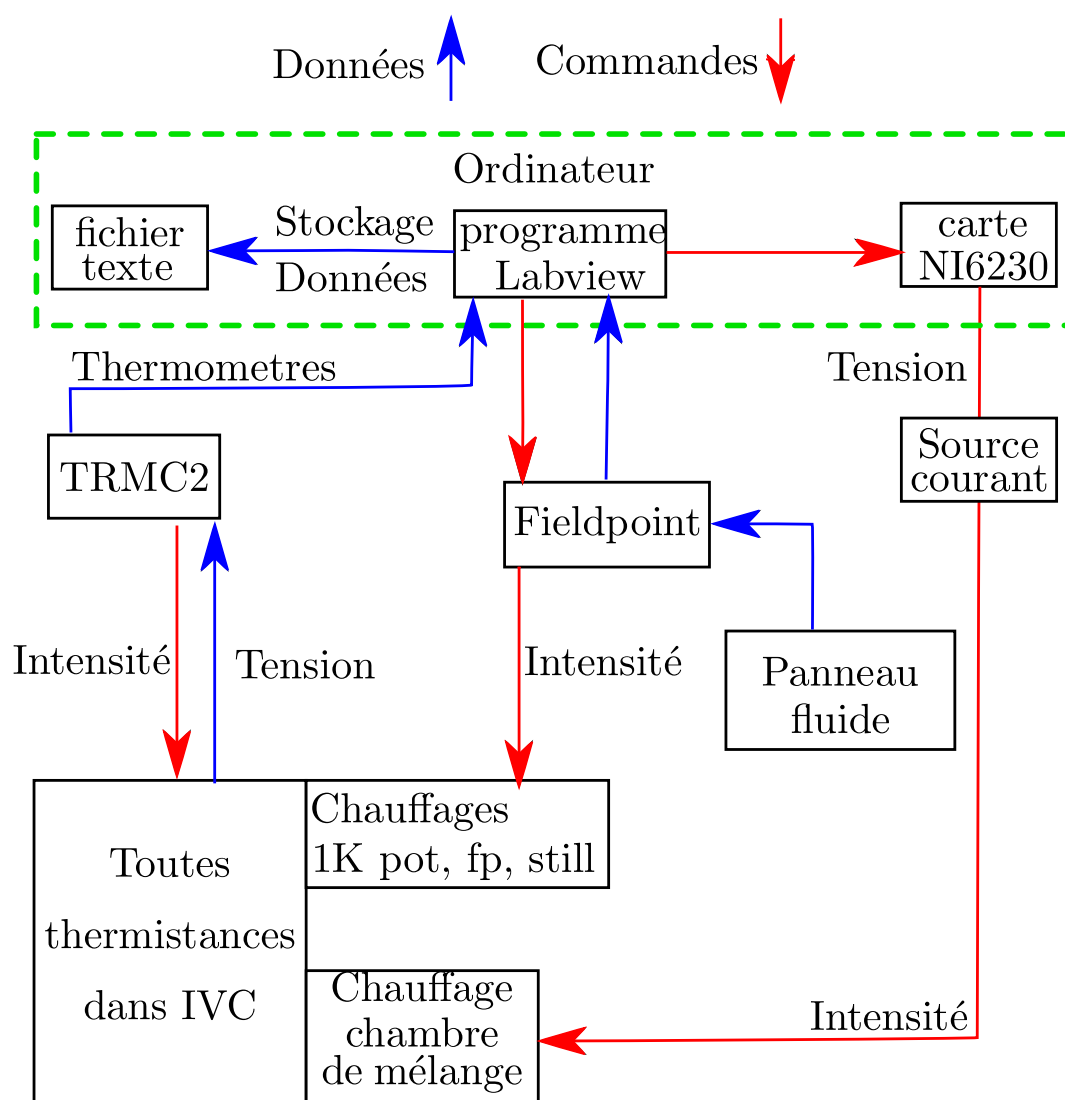 Données
Commandes
Ordinateur
fichier
texte
Stockage
Données
programme
Labview
carte
NI6230
Thermometres
Tension
TRMC2
Source
courant
Fieldpoint
Intensité
Tension
Intensité
Panneau
fluide
Chauffages
1K pot, fp, still
Toutes
thermistances
dans IVC
Chauffage
chambre
de mélange
Intensité